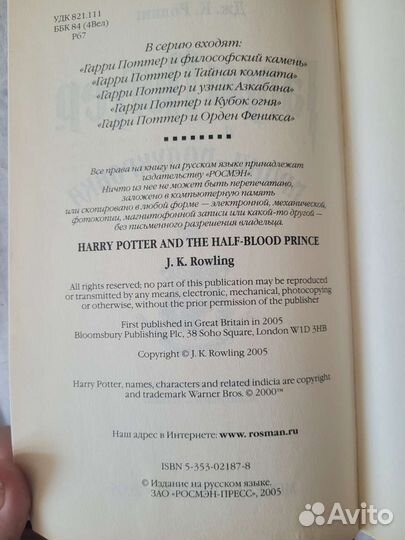 УДК 821.111
ББК 84 (4Вел)
Р67
Дж. К. Ролинг
В серию входят:
«Гарри Поттер и философский камень»
«Гарри Поттер и Тайная комната»
«Гарри Поттер и узник Азкабана»
«Гарри Поттер и Кубок огня»
«Гарри Поттер и Орден Феникса»
Все права на книгу на русском языке принадлежат
издательству «РОСМЭН».
Ничто из нее не может быть перепечатано,
заложено в компьютерную память
или скопировано в любой форме — электронной, механической,
фотокопии, магнитофонной записи или какой-то другой —
без письменного разрешения владельца.
HARRY POTTER AND THE HALF-BLOOD PRINCE
J. K. Rowling
All rights reserved; no part of this publication may be reproduced
or transmitted by any means, electronic, mechanical, photocopying
or otherwise, without the prior permission of the publisher
First published in Great Britain in 2005
Bloomsbury Publishing Plc, 38 Soho Square, London W1D 3HB
Copyright © J. K. Rowling 2005
Harry Potter, names, characters and related indicia are copyright
and trademark Warner Bros. © 2000™
Наш адрес в Интернете: www. rosman.ru
ISBN 5-353-02187-8
© Издание на русском языке.
ЗАО «РОСМЭН-ПРЕСС», 2005
Avito